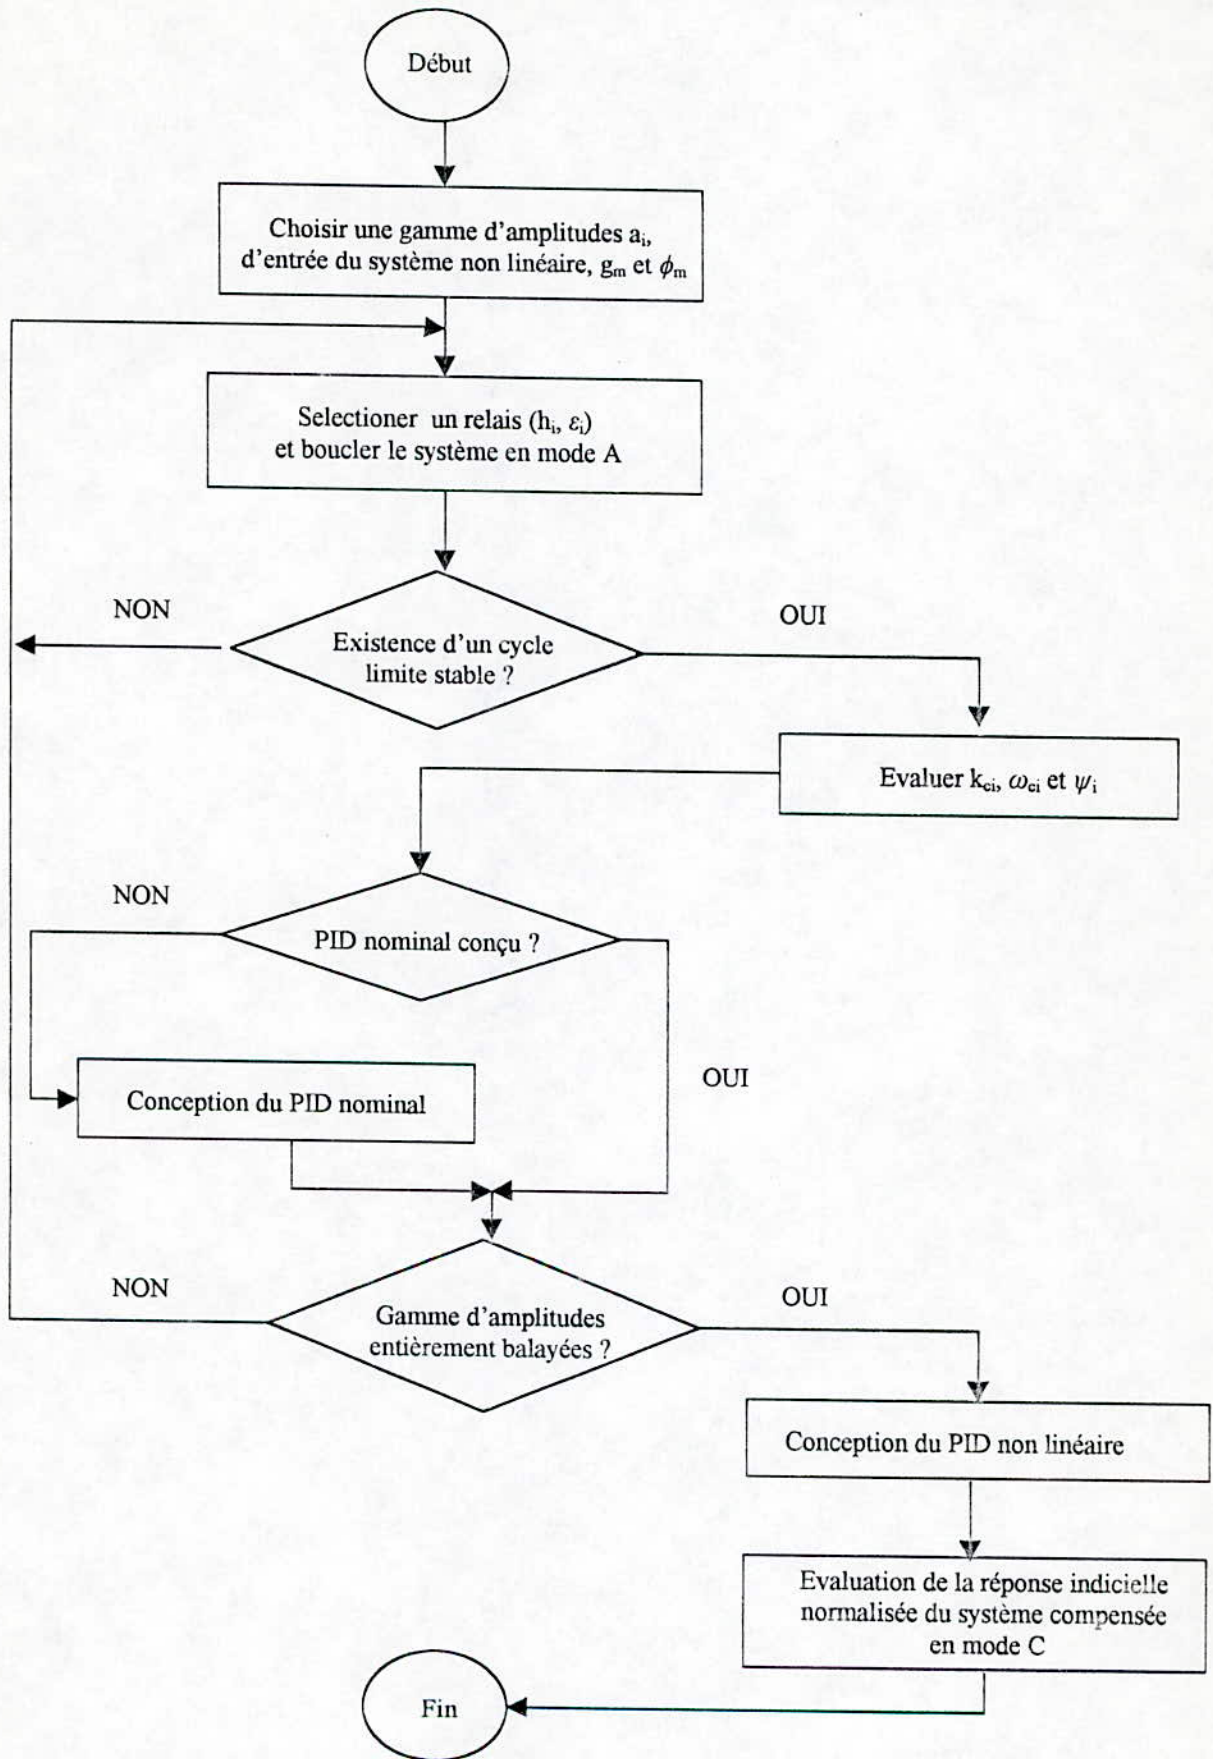 Début
Choisir une gamme d'amplitudes aᵢ,
d'entrée du système non linéaire, gₘ et ϕₘ
Selectioner un relais (hᵢ, εᵢ)
et boucler le système en mode A
NON
OUI
Existence d'un cycle
limite stable ?
Evaluer k_ci, ω_ci et ψᵢ
NON
PID nominal conçu ?
OUI
Conception du PID nominal
NON
OUI
Gamme d'amplitudes
entièrement balayées ?
Conception du PID non linéaire
Evaluation de la réponse indicielle
normalisée du système compensée
en mode C
Fin